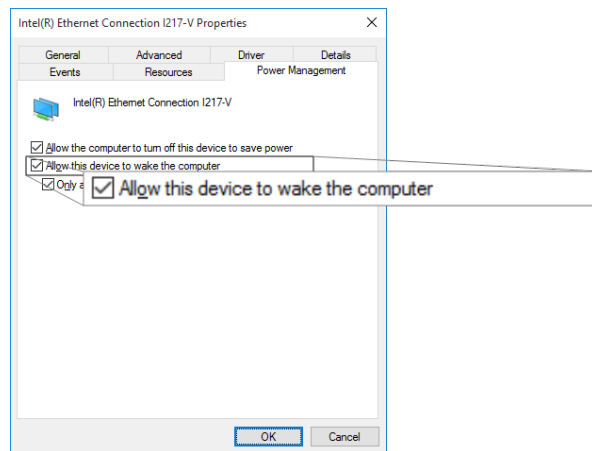 Intel(R) Ethernet Connection I217-V Properties
General Advanced Driver Details
Events Resources Power Management
Intel(R) Ethernet Connection I217-V
Allow the computer to turn off this device to save power
Allow this device to wake the computer
Only a
Allow this device to wake the computer
OK Cancel